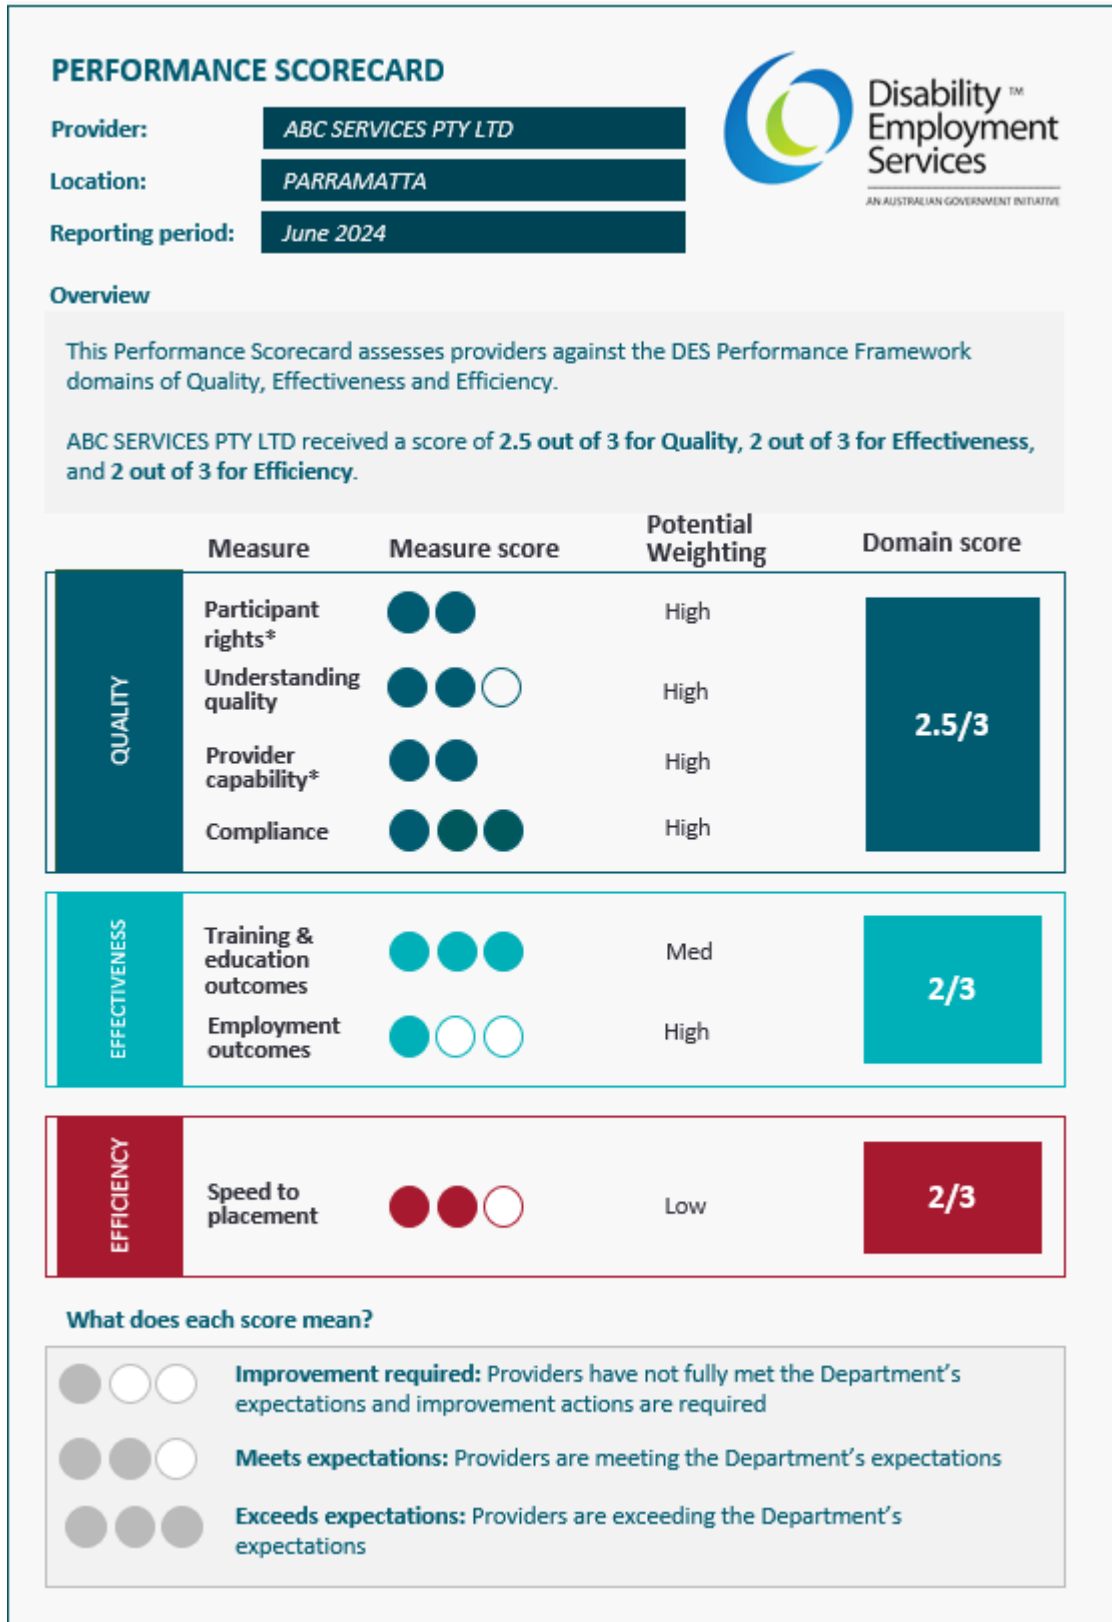 PERFORMANCE SCORECARD
Provider: ABC SERVICES PTY LTD
Location: PARRAMATTA
Reporting period: June 2024
Disability ™
Employment
Services
AN AUSTRALIAN GOVERNMENT INITIATIVE
Overview
This Performance Scorecard assesses providers against the DES Performance Framework
domains of Quality, Effectiveness and Efficiency.
ABC SERVICES PTY LTD received a score of 2.5 out of 3 for Quality, 2 out of 3 for Effectiveness,
and 2 out of 3 for Efficiency.
Measure
Measure score
Potential
Weighting
Domain score
QUALITY
Participant
rights*
High
Understanding
quality
High
Provider
capability*
High
Compliance
High
2.5/3
EFFECTIVENESS
Training &
education
outcomes
Med
Employment
outcomes
High
2/3
EFFICIENCY
Speed to
placement
Low
2/3
What does each score mean?
Improvement required: Providers have not fully met the Department's
expectations and improvement actions are required
Meets expectations: Providers are meeting the Department's expectations
Exceeds expectations: Providers are exceeding the Department's
expectations